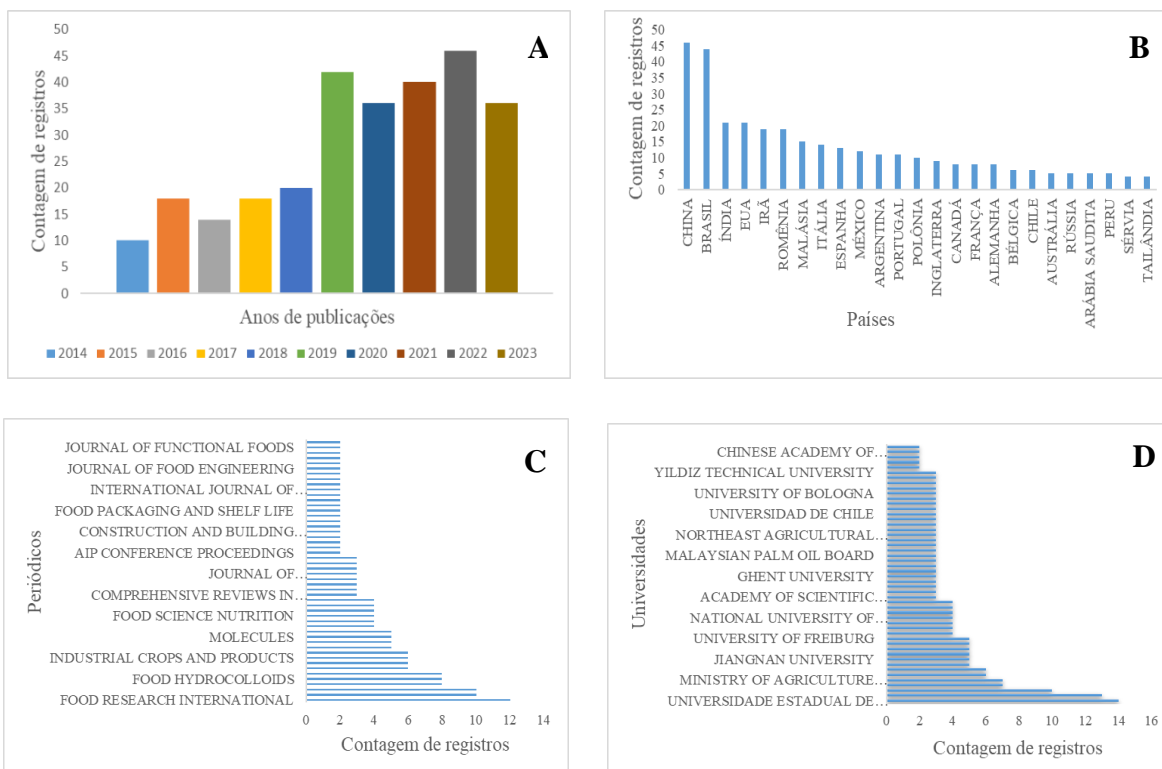 A
Contagem de registros
50
45
40
35
30
25
20
15
10
5
0
Anos de publicações
2014 2015 2016 2017 2018 2019 2020 2021 2022 2023
B
Contagem de registros
50
45
40
35
30
25
20
15
10
5
0
CHINA
BRASIL
ÍNDIA
EUA
IRÃ
ROMÊNIA
MALÁSIA
ITÁLIA
ESPANHA
MÉXICO
ARGENTINA
PORTUGAL
POLÔNIA
INGLATERRA
CANADÁ
FRANÇA
ALEMANHA
BÉLGICA
CHILE
AUSTRÁLIA
RÚSSIA
ARÁBIA SAUDITA
PERU
SÉRVIA
TAILÂNDIA
Países
C
Periódicos
JOURNAL OF FUNCTIONAL FOODS
JOURNAL OF FOOD ENGINEERING
INTERNATIONAL JOURNAL OF…
FOOD PACKAGING AND SHELF LIFE
CONSTRUCTION AND BUILDING…
AIP CONFERENCE PROCEEDINGS
JOURNAL OF…
COMPREHENSIVE REVIEWS IN…
FOOD SCIENCE NUTRITION
MOLECULES
INDUSTRIAL CROPS AND PRODUCTS
FOOD HYDROCOLLOIDS
FOOD RESEARCH INTERNATIONAL
0 2 4 6 8 10 12 14
Contagem de registros
D
Universidades
CHINESE ACADEMY OF…
YILDIZ TECHNICAL UNIVERSITY
UNIVERSITY OF BOLOGNA
UNIVERSIDAD DE CHILE
NORTHEAST AGRICULTURAL…
MALAYSIAN PALM OIL BOARD
GHENT UNIVERSITY
ACADEMY OF SCIENTIFIC…
NATIONAL UNIVERSITY OF…
UNIVERSITY OF FREIBURG
JIANGNAN UNIVERSITY
MINISTRY OF AGRICULTURE…
UNIVERSIDADE ESTADUAL DE…
0 2 4 6 8 10 12 14 16
Contagem de registros